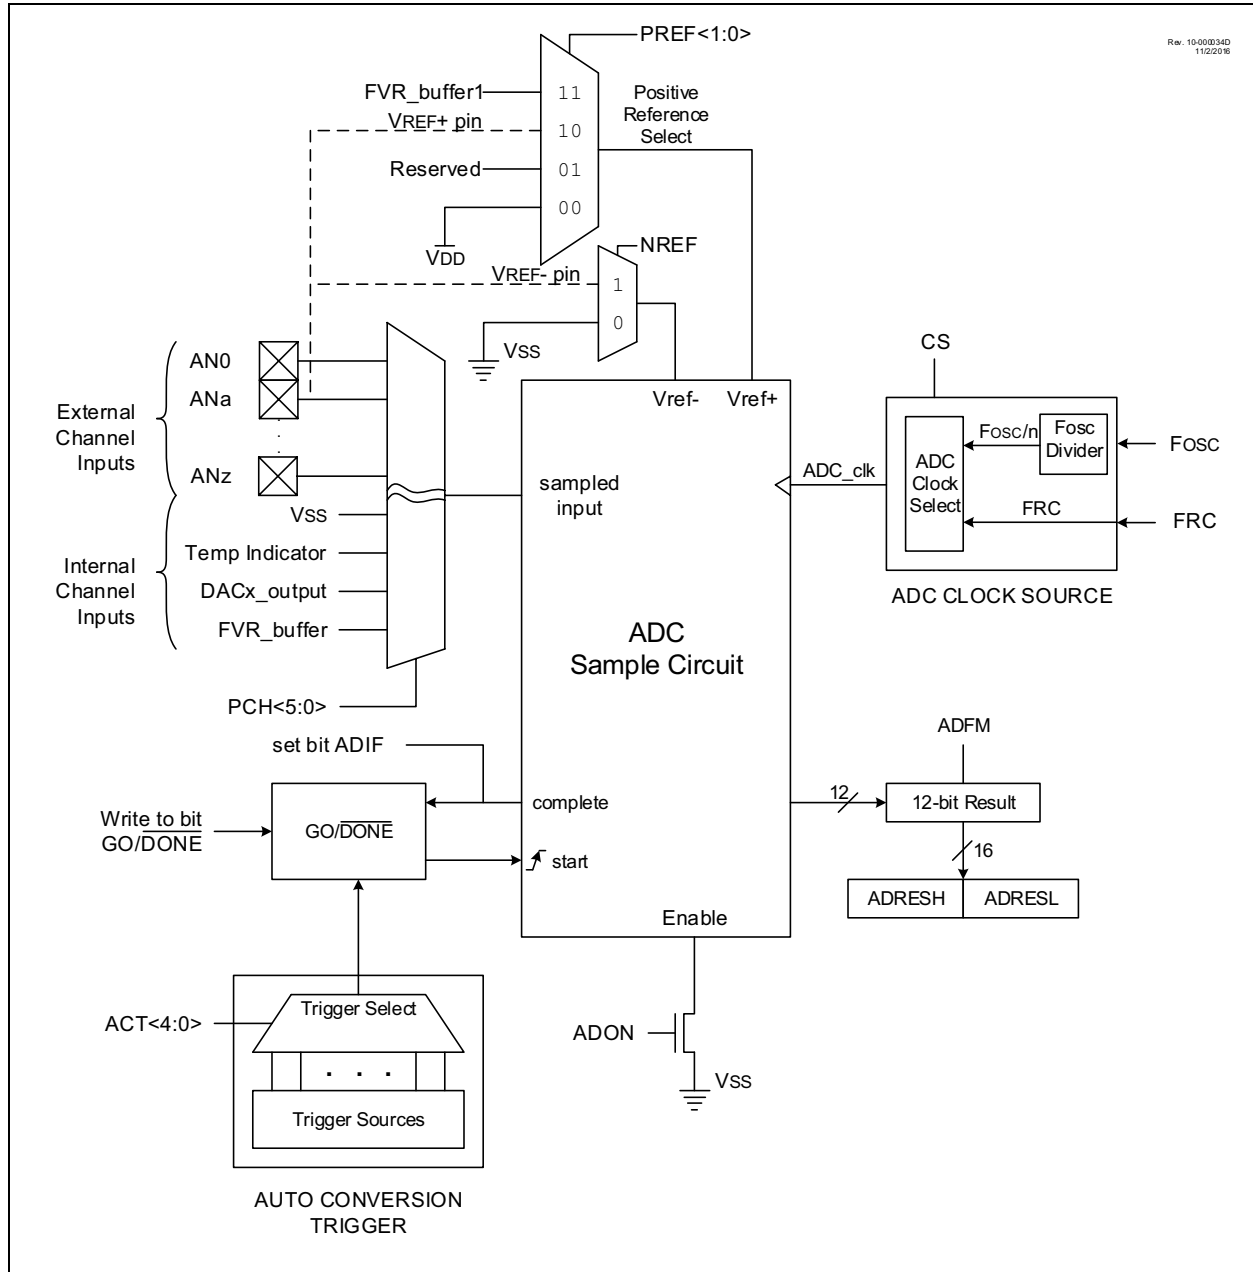 Rev. 10-000034D
11/2/2016
PREF<1:0>
FVR_buffer1
11
Positive
Reference
Select
VREF+ pin
10
Reserved
01
00
VDD
NREF
VREF- pin
1
0
VSS
AN0
ANa
External
Channel
Inputs
ANz
VSS
Temp Indicator
Internal
Channel
Inputs
DACx_output
FVR_buffer
PCH<5:0>
Vref-
Vref+
sampled
input
ADC
Sample Circuit
ADC_clk
CS
ADC
Clock
Select
FOSC/n
Fosc
Divider
FOSC
FRC
FRC
ADC CLOCK SOURCE
set bit ADIF
Write to bit
GO/DONE
GO/DONE
complete
start
Enable
12
ADFM
12-bit Result
16
ADRESH
ADRESL
ACT<4:0>
Trigger Select
. . .
Trigger Sources
AUTO CONVERSION
TRIGGER
ADON
VSS